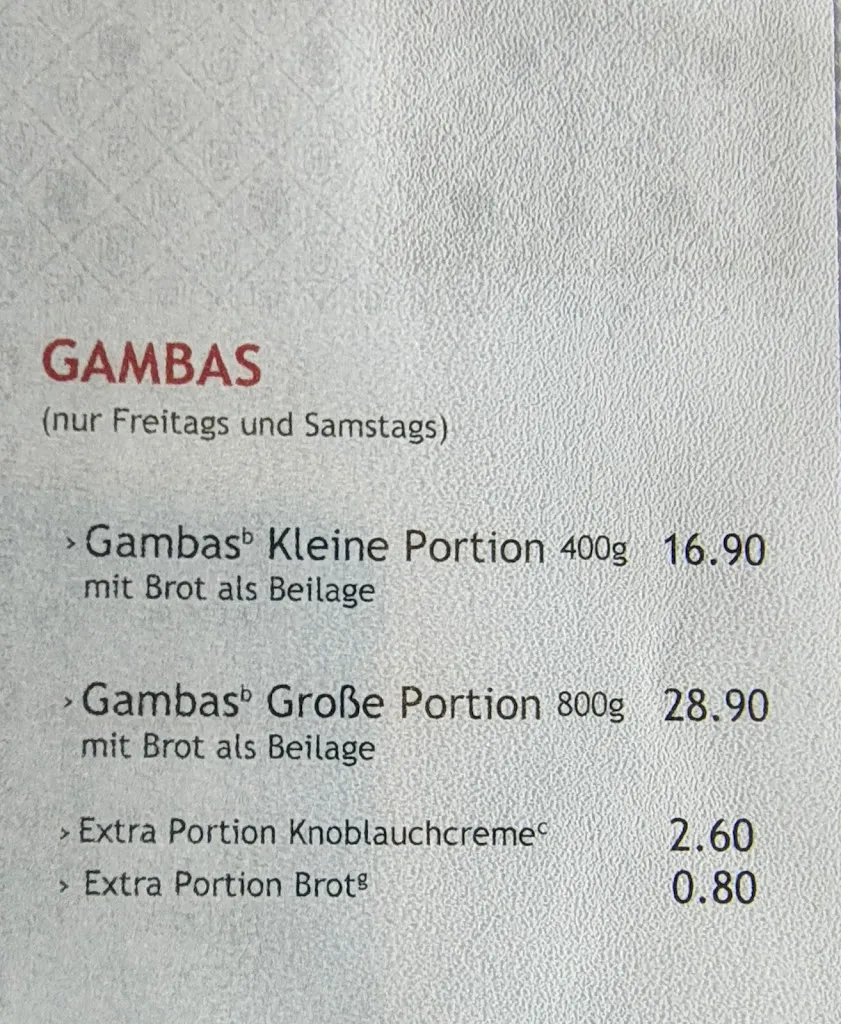 GAMBAS
(nur Freitags und Samstags)
› Gambasᵇ Kleine Portion 400g 16.90
mit Brot als Beilage
› Gambasᵇ Große Portion 800g 28.90
mit Brot als Beilage
› Extra Portion Knoblauchcremeᶜ 2.60
› Extra Portion Brotᵍ 0.80